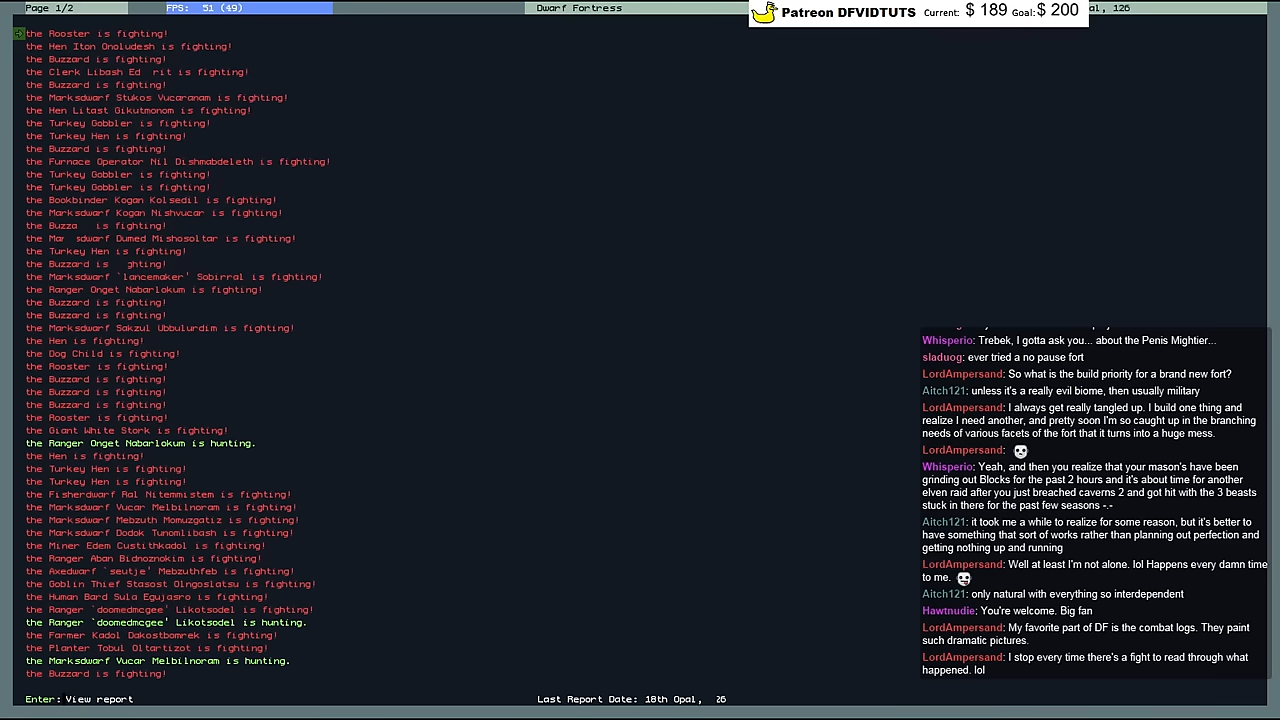 Page 1/2
FPS: 51 (49)
Dwarf Fortress
Patreon DFVIDTUTS Current: $ 189 Goal: $ 200
al, 126
the Rooster is fighting!
the Hen Iton Onoludesh is fighting!
the Buzzard is fighting!
the Clerk Libash Ed rit is fighting!
the Buzzard is fighting!
the Marksdwarf Stukos Vucaranam is fighting!
the Hen Litast Gikutmonom is fighting!
the Turkey Gobbler is fighting!
the Turkey Hen is fighting!
the Buzzard is fighting!
the Furnace Operator Nil Dishmabdeleth is fighting!
the Turkey Gobbler is fighting!
the Turkey Gobbler is fighting!
the Bookbinder Kogan Kolsedil is fighting!
the Marksdwarf Kogan Nishvucar is fighting!
the Buzza is fighting!
the Mar sdwarf Dumed Mishosoltar is fighting!
the Turkey Hen is fighting!
the Buzzard is ghting!
the Marksdwarf `lancemaker' Sobirral is fighting!
the Ranger Onget Nabarlokum is fighting!
the Buzzard is fighting!
the Buzzard is fighting!
the Marksdwarf Sakzul Ubbulurdim is fighting!
the Hen is fighting!
the Dog Child is fighting!
the Rooster is fighting!
the Buzzard is fighting!
the Buzzard is fighting!
the Buzzard is fighting!
the Rooster is fighting!
the Giant White Stork is fighting!
the Ranger Onget Nabarlokum is hunting.
the Hen is fighting!
the Turkey Hen is fighting!
the Turkey Hen is fighting!
the Fisherdwarf Ral Nitemmistem is fighting!
the Marksdwarf Vucar Melbilnoram is fighting!
the Marksdwarf Mebzuth Momuzgatiz is fighting!
the Marksdwarf Dodok Tunomlibash is fighting!
the Miner Edem Custithkadol is fighting!
the Ranger Aban Bidnoznokim is fighting!
the Axedwarf `seutje' Mebzuthfeb is fighting!
the Goblin Thief Stasost Olngoslatsu is fighting!
the Human Bard Sula Egujasro is fighting!
the Ranger `doomedmcgee' Likotsodel is fighting!
the Ranger `doomedmcgee' Likotsodel is hunting.
the Farmer Kadol Dakostbomrek is fighting!
the Planter Tobul Oltartizot is fighting!
the Marksdwarf Vucar Melbilnoram is hunting.
the Buzzard is fighting!
Enter: View report
Last Report Date: 18th Opal, 26
Whisperio: Trebek, I gotta ask you... about the Penis Mightier...
sladuog: ever tried a no pause fort
LordAmpersand: So what is the build priority for a brand new fort?
Aitch121: unless it's a really evil biome, then usually military
LordAmpersand: I always get really tangled up. I build one thing and
realize I need another, and pretty soon I'm so caught up in the branching
needs of various facets of the fort that it turns into a huge mess.
LordAmpersand:
Whisperio: Yeah, and then you realize that your mason's have been
grinding out Blocks for the past 2 hours and it's about time for another
elven raid after you just breached caverns 2 and got hit with the 3 beasts
stuck in there for the past few seasons -.-
Aitch121: it took me a while to realize for some reason, but it's better to
have something that sort of works rather than planning out perfection and
getting nothing up and running
LordAmpersand: Well at least I'm not alone. lol Happens every damn time
to me.
Aitch121: only natural with everything so interdependent
Hawtnudie: You're welcome. Big fan
LordAmpersand: My favorite part of DF is the combat logs. They paint
such dramatic pictures.
LordAmpersand: I stop every time there's a fight to read through what
happened. lol